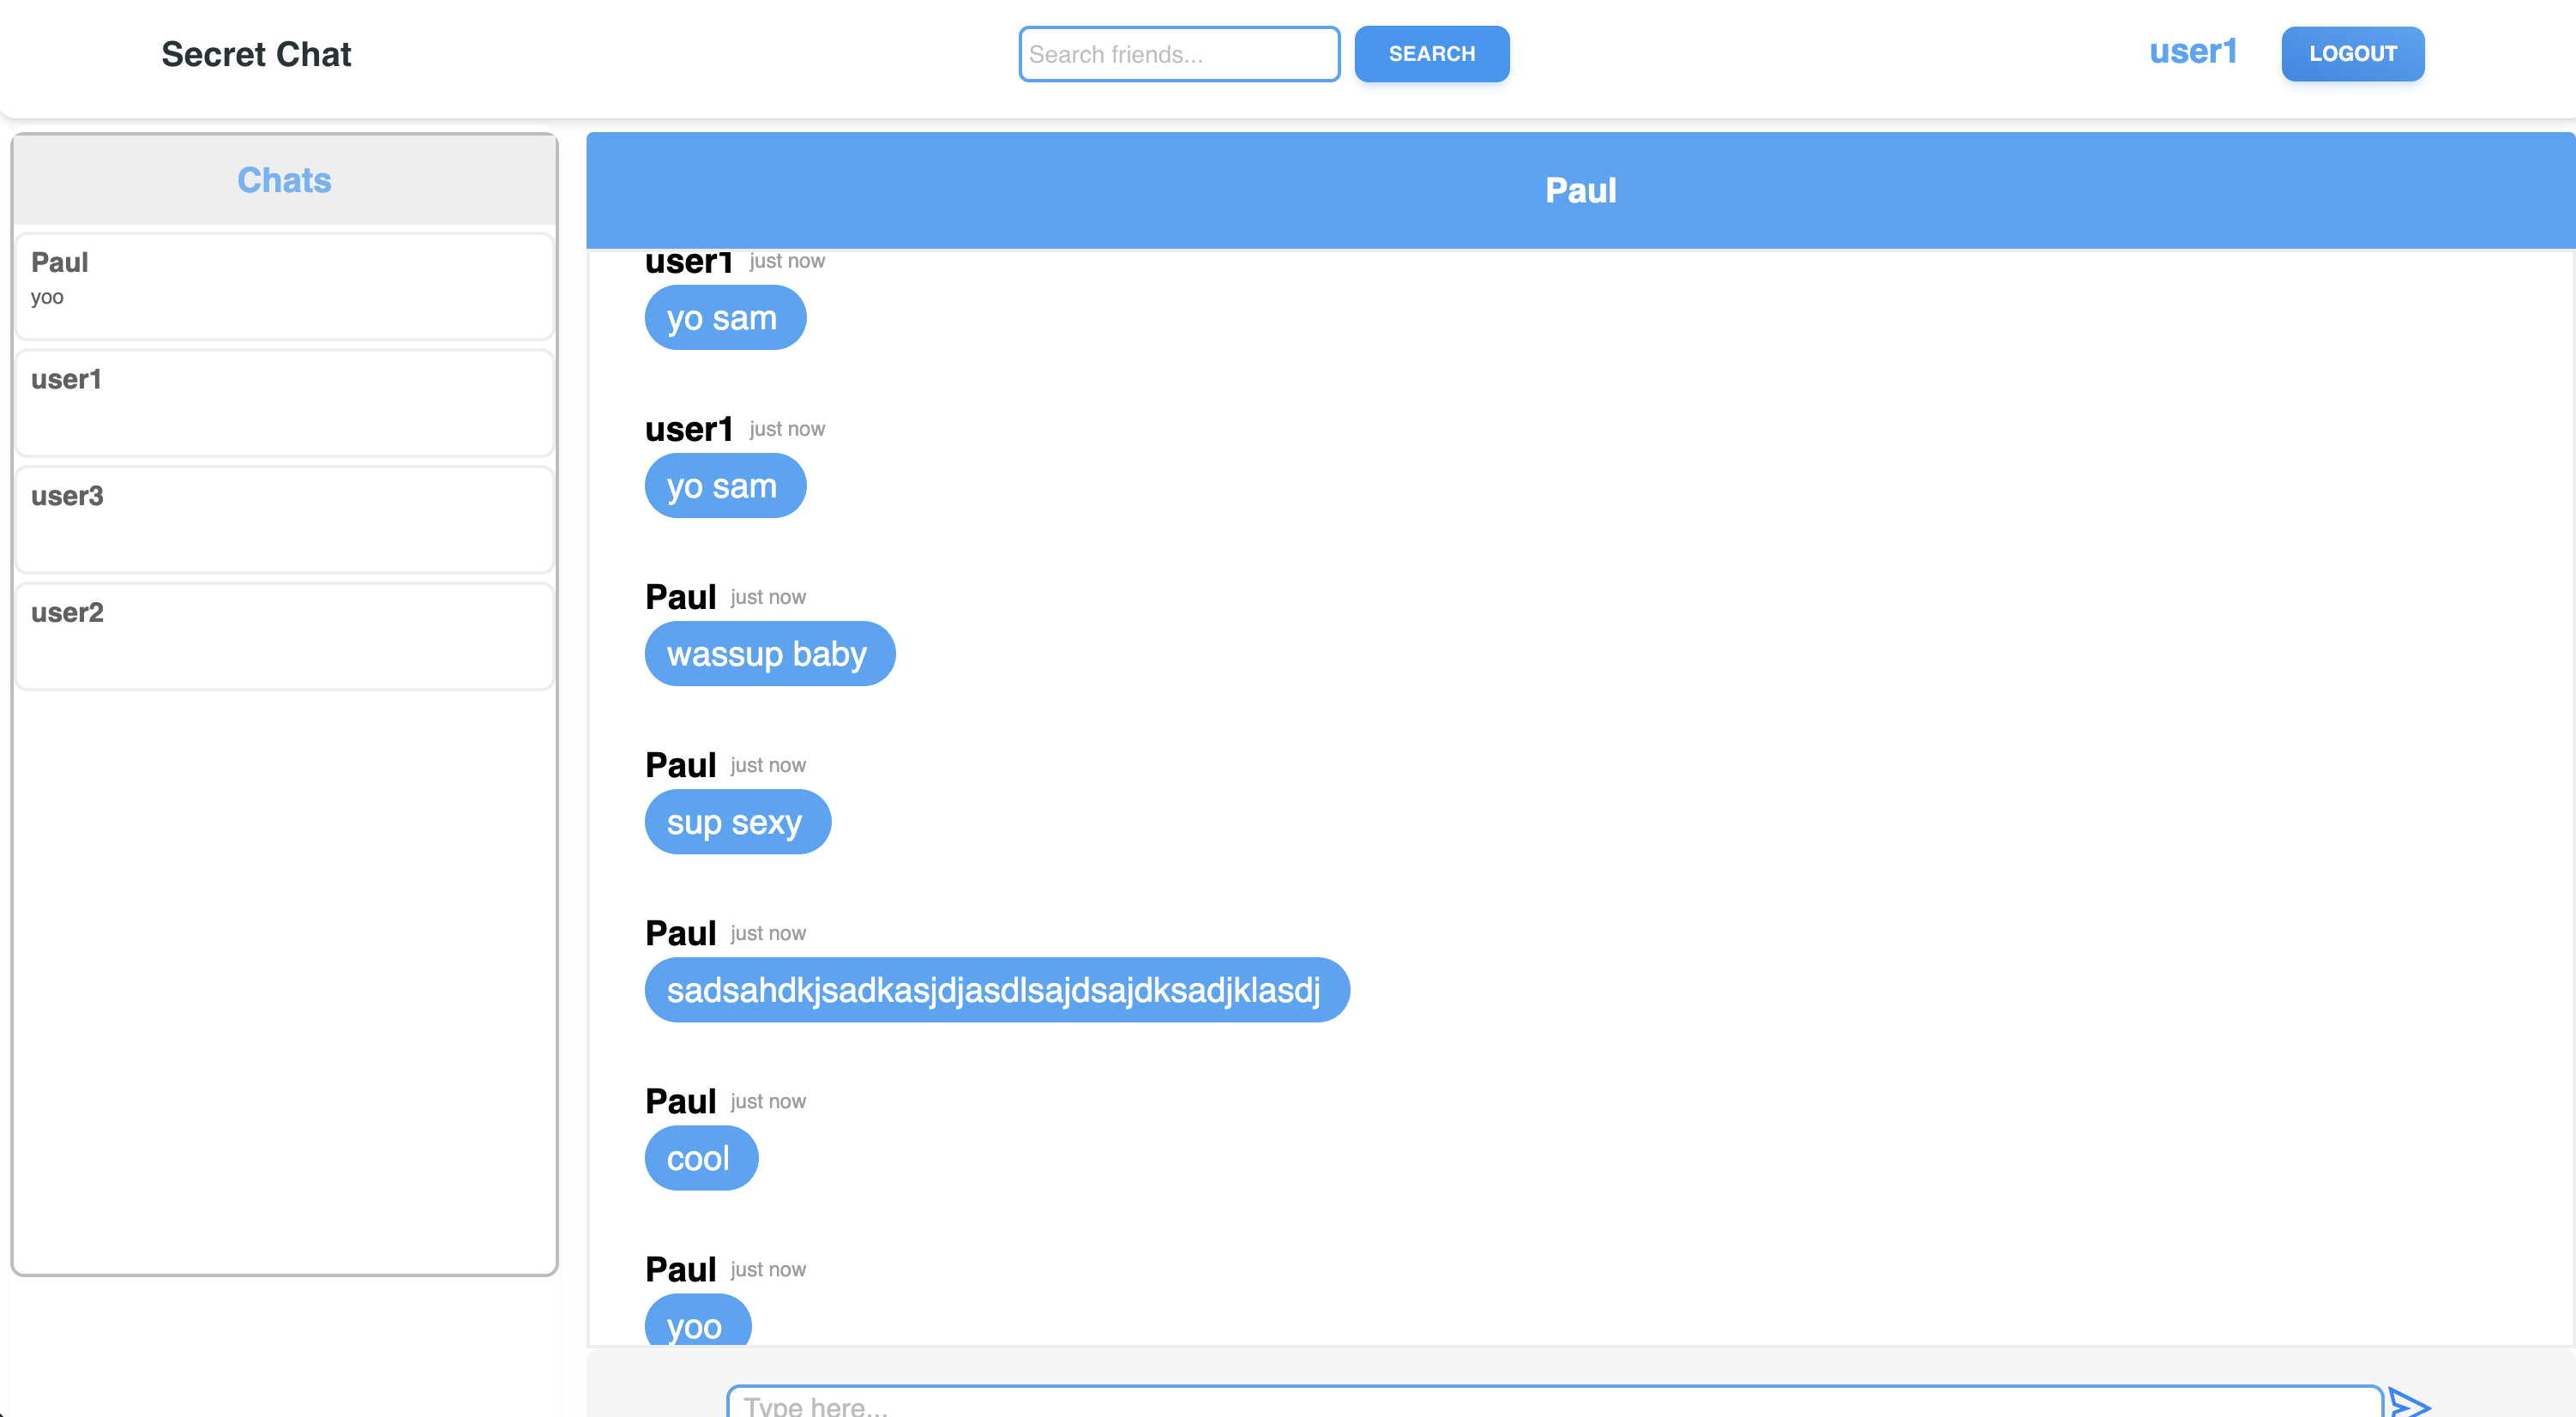 Secret Chat
Search friends...
SEARCH
user1
LOGOUT
Chats
Paul
yoo
user1
user3
user2
Paul
user1 just now
yo sam
user1 just now
yo sam
Paul just now
wassup baby
Paul just now
sup sexy
Paul just now
sadsahdkjsadkasjdjasdlsajdsajdksadjklasdj
Paul just now
cool
Paul just now
yoo
Type here...